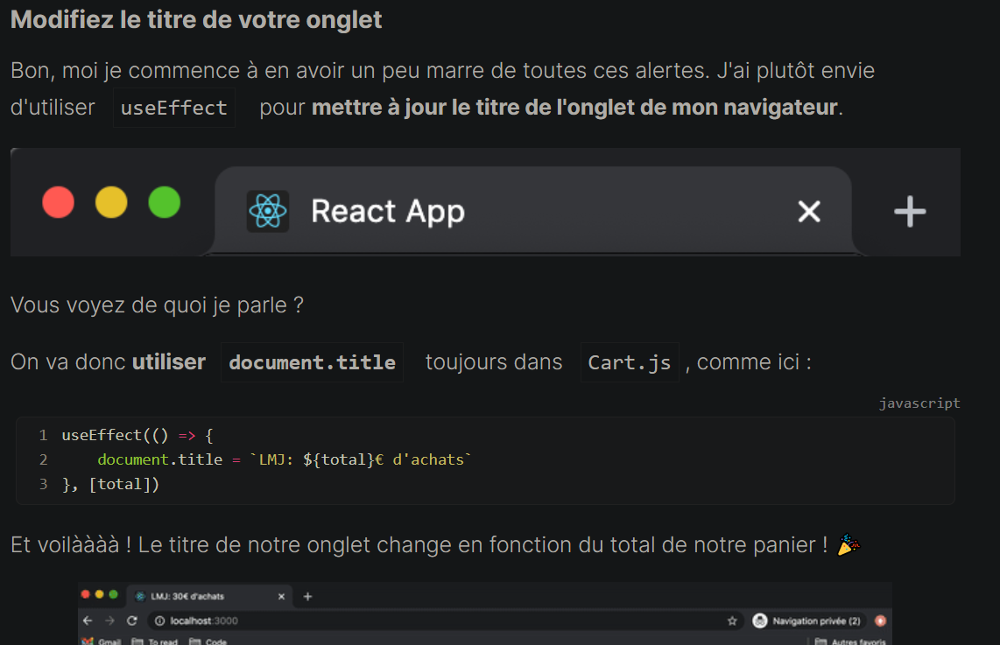 Modifiez le titre de votre onglet
Bon, moi je commence à en avoir un peu marre de toutes ces alertes. J'ai plutôt envie
d'utiliser useEffect pour mettre à jour le titre de l'onglet de mon navigateur.
React App
Vous voyez de quoi je parle ?
On va donc utiliser document.title toujours dans Cart.js , comme ici :
javascript
1 useEffect(() => {
2 document.title = `LMJ: ${total}€ d'achats`
3 }, [total])
Et voilàààà ! Le titre de notre onglet change en fonction du total de notre panier !
LMJ: 30€ d'achats
localhost:3000 Navigation privée (2)
Gmail To read Code Autres favoris